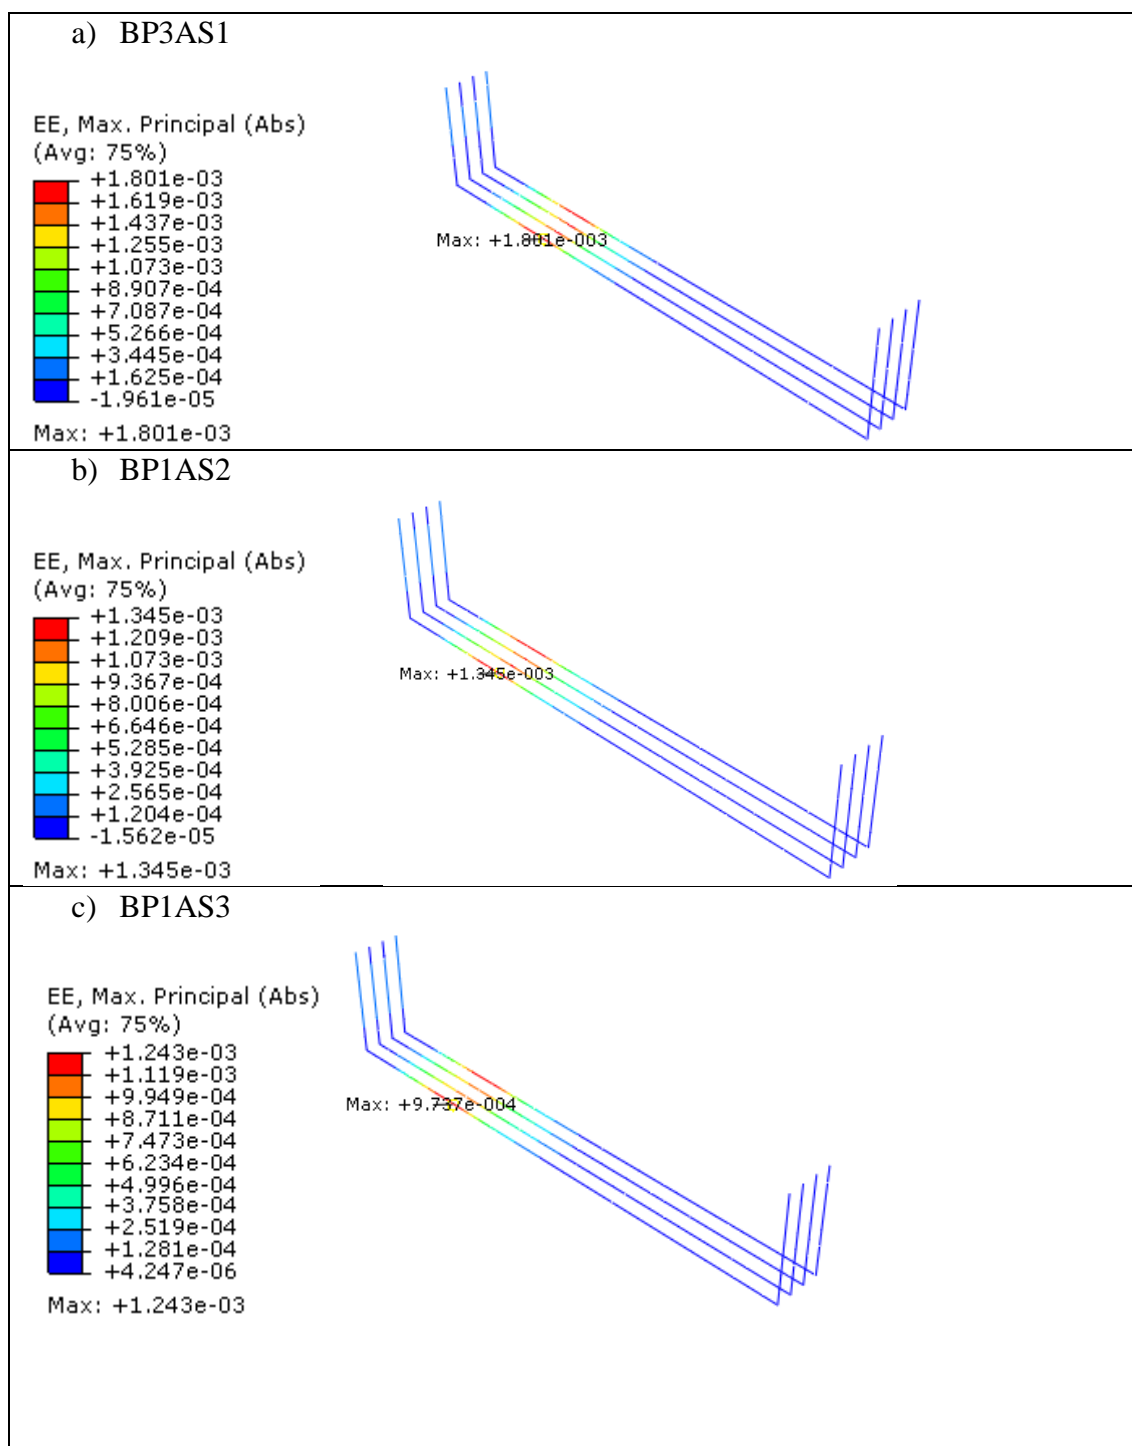 a) BP3AS1
EE, Max. Principal (Abs)
(Avg: 75%)
+1.801e-03
+1.619e-03
+1.437e-03
+1.255e-03
+1.073e-03
+8.907e-04
+7.087e-04
+5.266e-04
+3.445e-04
+1.625e-04
-1.961e-05
Max: +1.801e-03
Max: +1.801e-003
b) BP1AS2
EE, Max. Principal (Abs)
(Avg: 75%)
+1.345e-03
+1.209e-03
+1.073e-03
+9.367e-04
+8.006e-04
+6.646e-04
+5.285e-04
+3.925e-04
+2.565e-04
+1.204e-04
-1.562e-05
Max: +1.345e-03
Max: +1.345e-003
c) BP1AS3
EE, Max. Principal (Abs)
(Avg: 75%)
+1.243e-03
+1.119e-03
+9.949e-04
+8.711e-04
+7.473e-04
+6.234e-04
+4.996e-04
+3.758e-04
+2.519e-04
+1.281e-04
+4.247e-06
Max: +1.243e-03
Max: +9.737e-004